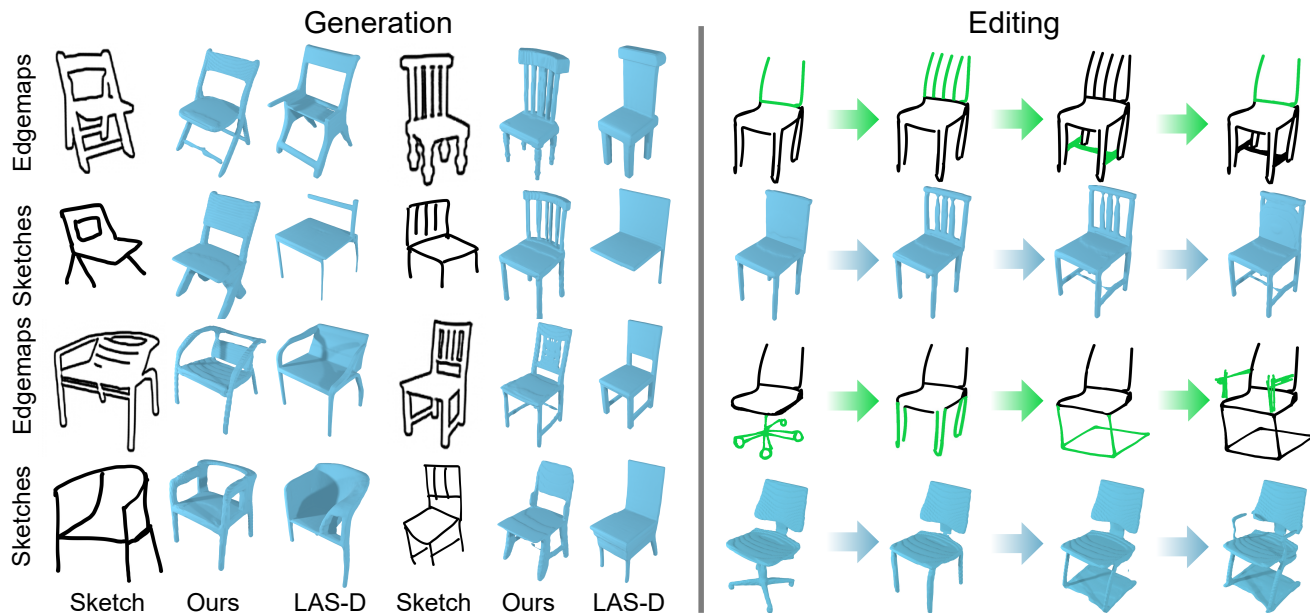 Generation
Editing
Edgemaps
Sketches
Edgemaps
Sketches
Sketch Ours LAS-D Sketch Ours LAS-D